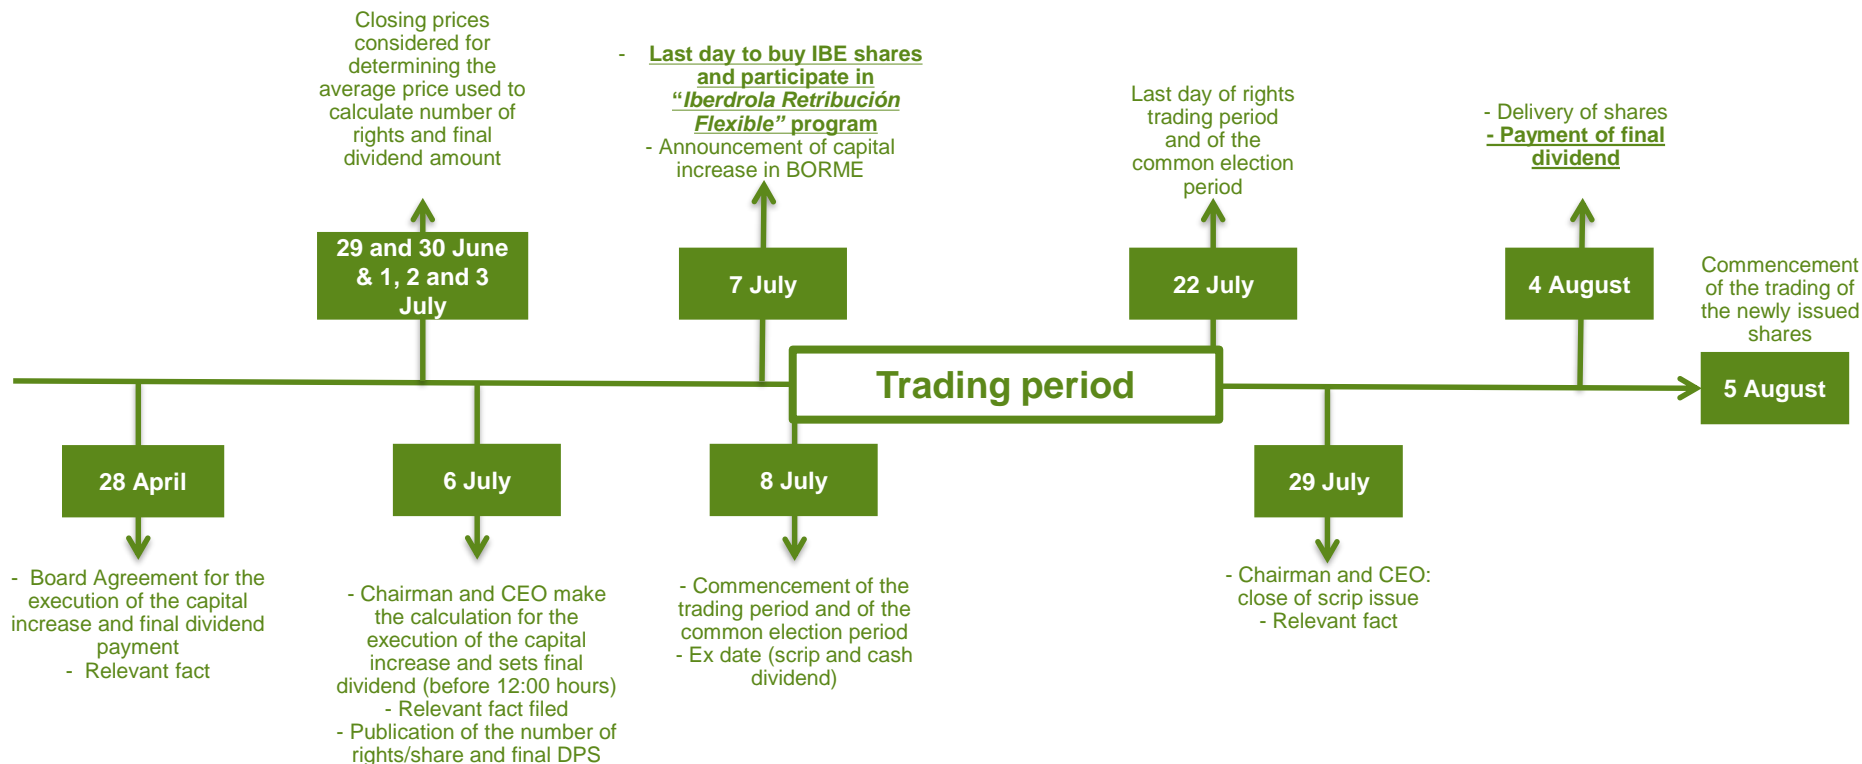 Closing prices
considered for
determining the
average price used to
calculate number of
rights and final
dividend amount
- Last day to buy IBE shares
and participate in
“Iberdrola Retribución
Flexible” program
- Announcement of capital
increase in BORME
Last day of rights
trading period
and of the
common election
period
- Delivery of shares
- Payment of final
dividend
29 and 30 June
& 1, 2 and 3
July
7 July
22 July
4 August
Commencement
of the trading of
the newly issued
shares
Trading period
5 August
28 April
6 July
8 July
29 July
- Board Agreement for the
execution of the capital
increase and final dividend
payment
- Relevant fact
- Chairman and CEO make
the calculation for the
execution of the capital
increase and sets final
dividend (before 12:00 hours)
- Relevant fact filed
- Publication of the number of
rights/share and final DPS
- Commencement of the
trading period and of the
common election period
- Ex date (scrip and cash
dividend)
- Chairman and CEO:
close of scrip issue
- Relevant fact